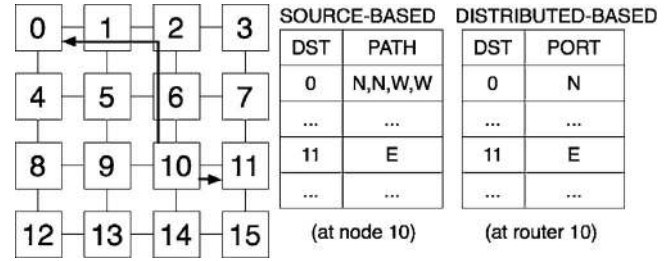 SOURCE-BASED DISTRIBUTED-BASED
0 1 2 3 DST PATH DST PORT
0 N,N,W,W 0 N
4 5 6 7 ... ... ... ...
11 E 11 E
8 9 10 11 ... ... ... ...
12 13 14 15 (at node 10) (at router 10)